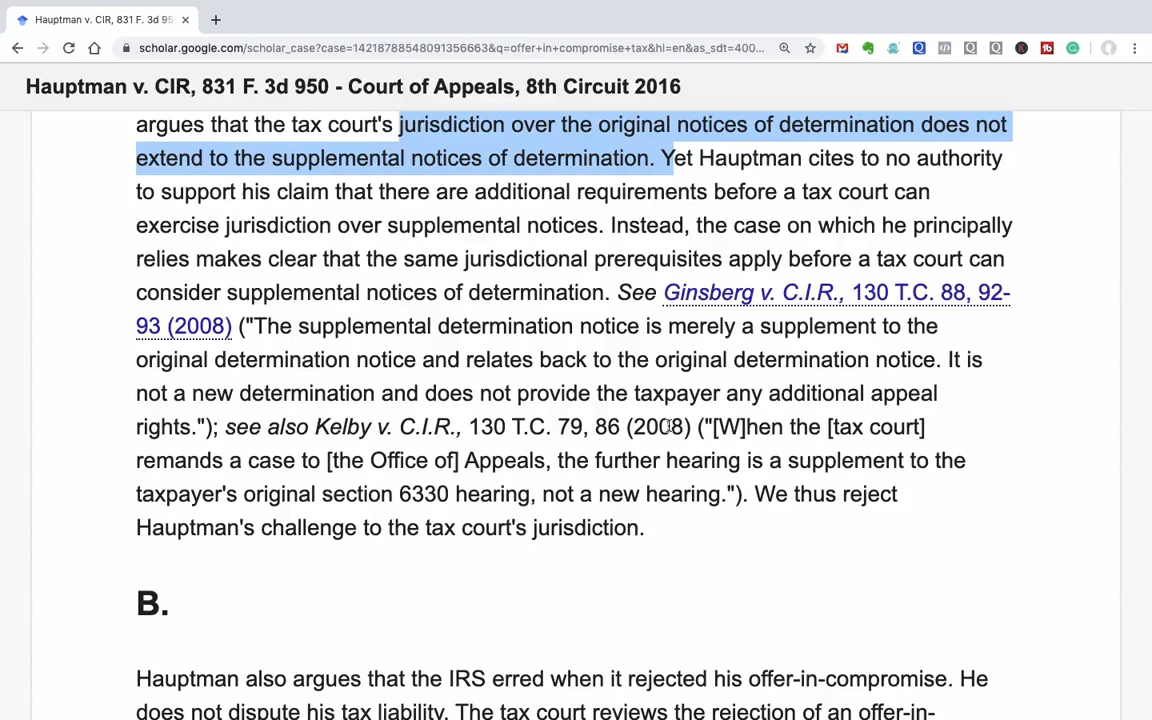 Hauptman v. CIR, 831 F. 3d 95
scholar.google.com/scholar_case?case=14218788548091356663&q=offer+in+compromise+tax&hl=en&as_sdt=400...
Hauptman v. CIR, 831 F. 3d 950 - Court of Appeals, 8th Circuit 2016
argues that the tax court's jurisdiction over the original notices of determination does not
extend to the supplemental notices of determination. Yet Hauptman cites to no authority
to support his claim that there are additional requirements before a tax court can
exercise jurisdiction over supplemental notices. Instead, the case on which he principally
relies makes clear that the same jurisdictional prerequisites apply before a tax court can
consider supplemental notices of determination. See Ginsberg v. C.I.R., 130 T.C. 88, 92-
93 (2008) ("The supplemental determination notice is merely a supplement to the
original determination notice and relates back to the original determination notice. It is
not a new determination and does not provide the taxpayer any additional appeal
rights."); see also Kelby v. C.I.R., 130 T.C. 79, 86 (2008) ("[W]hen the [tax court]
remands a case to [the Office of] Appeals, the further hearing is a supplement to the
taxpayer's original section 6330 hearing, not a new hearing."). We thus reject
Hauptman's challenge to the tax court's jurisdiction.
B.
Hauptman also argues that the IRS erred when it rejected his offer-in-compromise. He
does not dispute his tax liability. The tax court reviews the rejection of an offer-in-